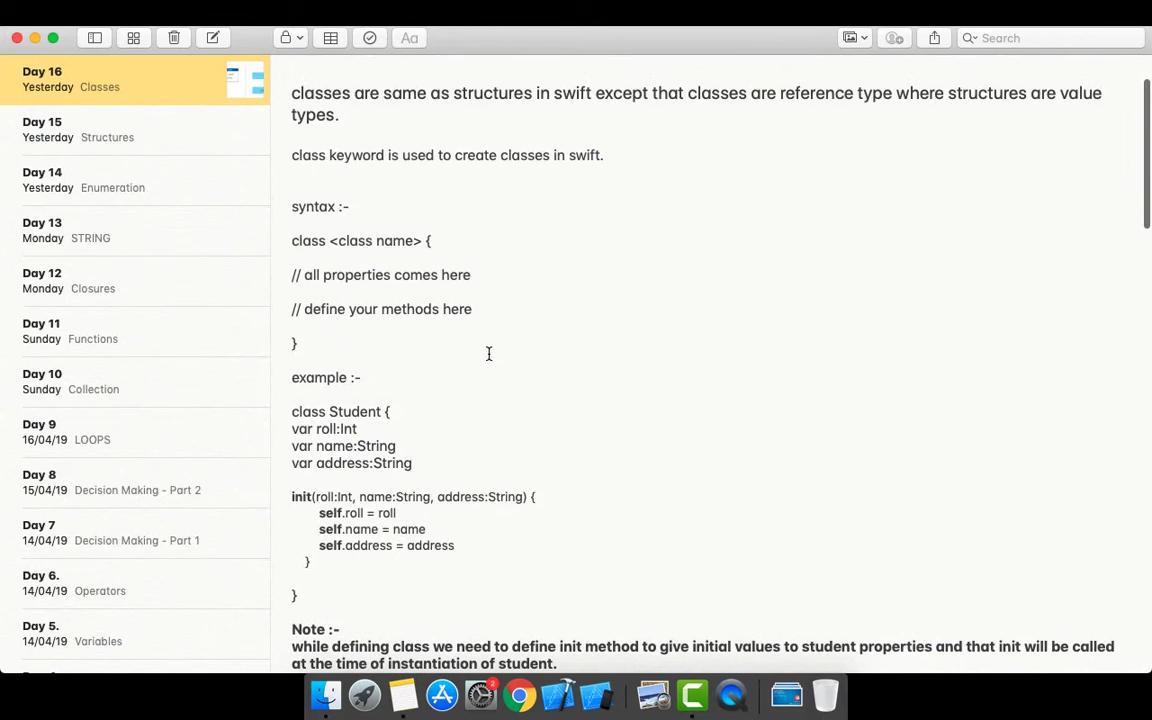 Aa
Search
Day 16
Yesterday Classes
Day 15
Yesterday Structures
Day 14
Yesterday Enumeration
Day 13
Monday STRING
Day 12
Monday Closures
Day 11
Sunday Functions
Day 10
Sunday Collection
Day 9
16/04/19 LOOPS
Day 8
15/04/19 Decision Making - Part 2
Day 7
14/04/19 Decision Making - Part 1
Day 6.
14/04/19 Operators
Day 5.
14/04/19 Variables
classes are same as structures in swift except that classes are reference type where structures are value
types.
class keyword is used to create classes in swift.
syntax :-
class <class name> {
// all properties comes here
// define your methods here
}
example :-
class Student {
var roll:Int
var name:String
var address:String
init(roll:Int, name:String, address:String) {
self.roll = roll
self.name = name
self.address = address
}
}
Note :-
while defining class we need to define init method to give initial values to student properties and that init will be called
at the time of instantiation of student.
2